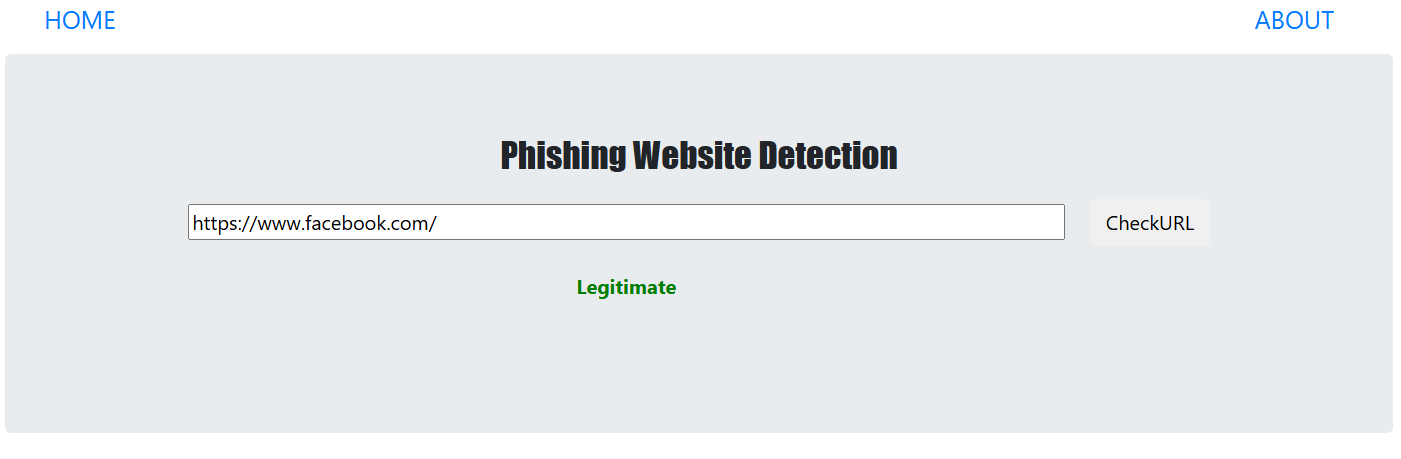 HOME ABOUT
Phishing Website Detection
https://www.facebook.com/ CheckURL
Legitimate